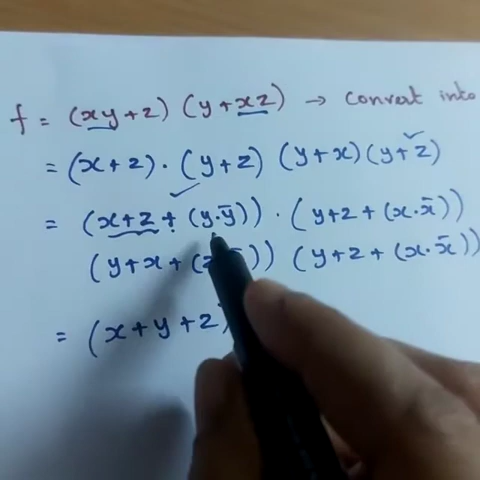 f = (xy+z) (y+xz) → Convert into
= (x+z) · (y+z) (y+x)(y+z)
= (x+z + (y·ȳ)) · (y+z + (x·x̄))
(y+x + (z )) (y+z + (x·x̄))
= (x+y+z)